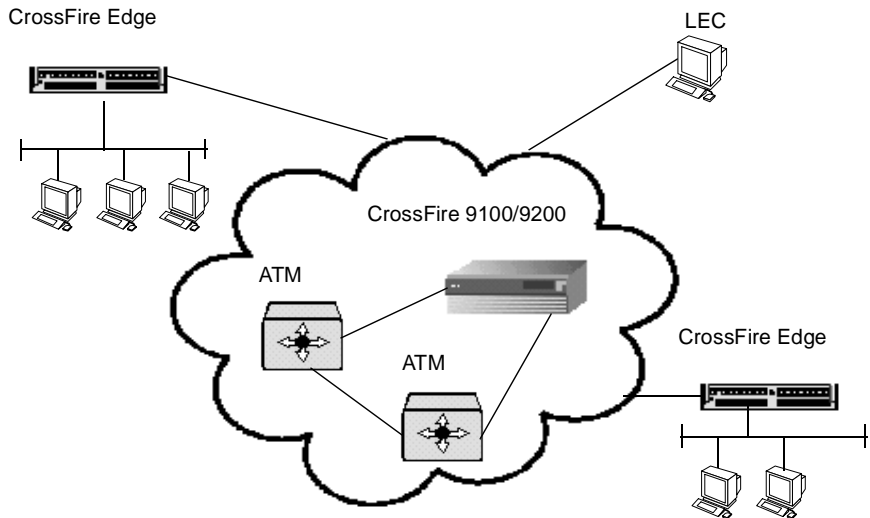 CrossFire Edge
LEC
CrossFire 9100/9200
ATM
ATM
CrossFire Edge